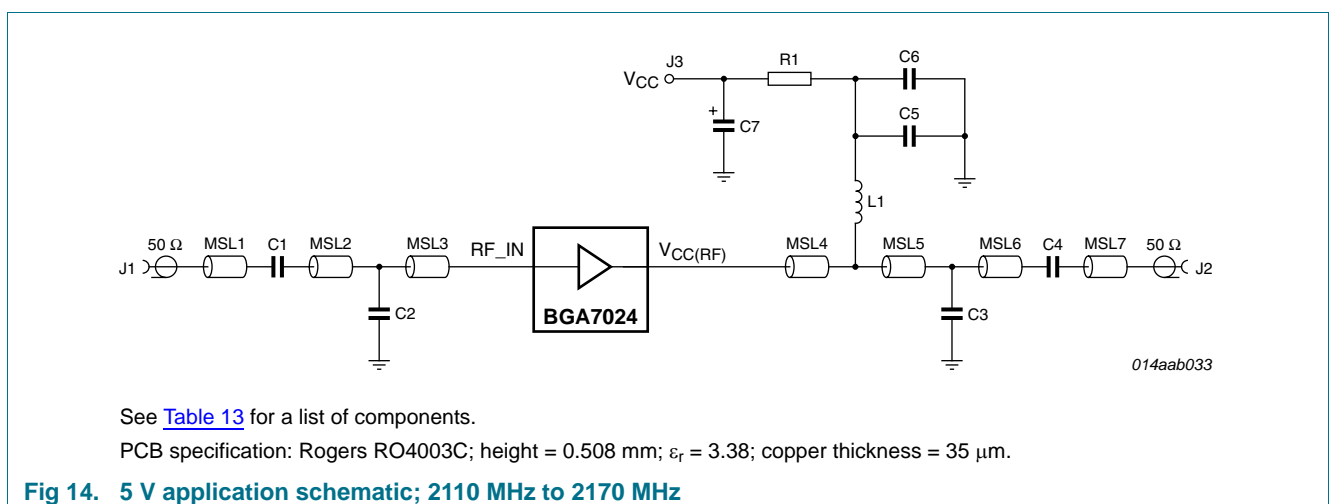 J3
R1
C6
VCC
+
C7
C5
L1
50 Ω
MSL1
C1
MSL2
MSL3
RF_IN
VCC(RF)
MSL4
MSL5
MSL6
C4
MSL7
50 Ω
J1
J2
C2
BGA7024
C3
014aab033
See Table 13 for a list of components.
PCB specification: Rogers RO4003C; height = 0.508 mm; εr = 3.38; copper thickness = 35 μm.
Fig 14. 5 V application schematic; 2110 MHz to 2170 MHz